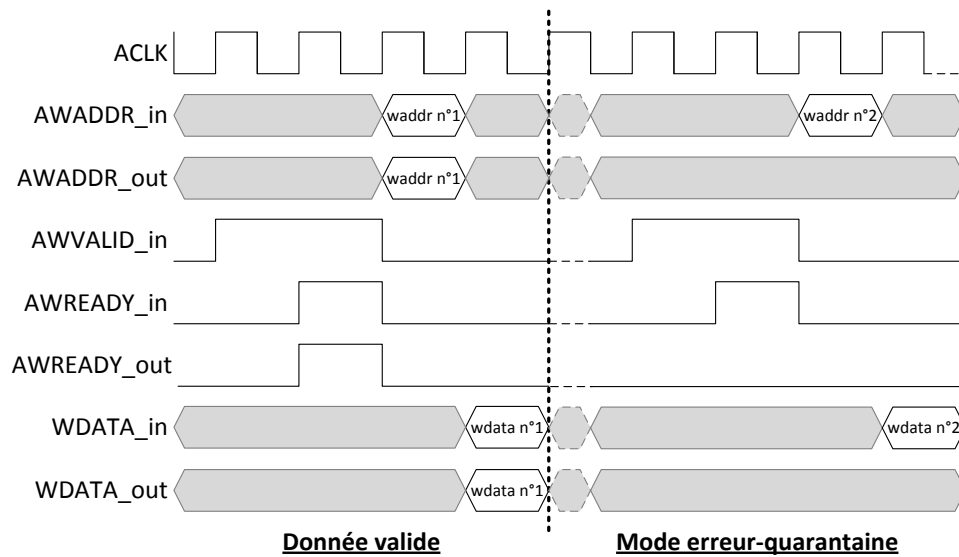 ACLK
AWADDR_in
waddr n°1
waddr n°2
AWADDR_out
waddr n°1
AWVALID_in
AWREADY_in
AWREADY_out
WDATA_in
wdata n°1
wdata n°2
WDATA_out
wdata n°1
Donnée valide
Mode erreur-quarantaine